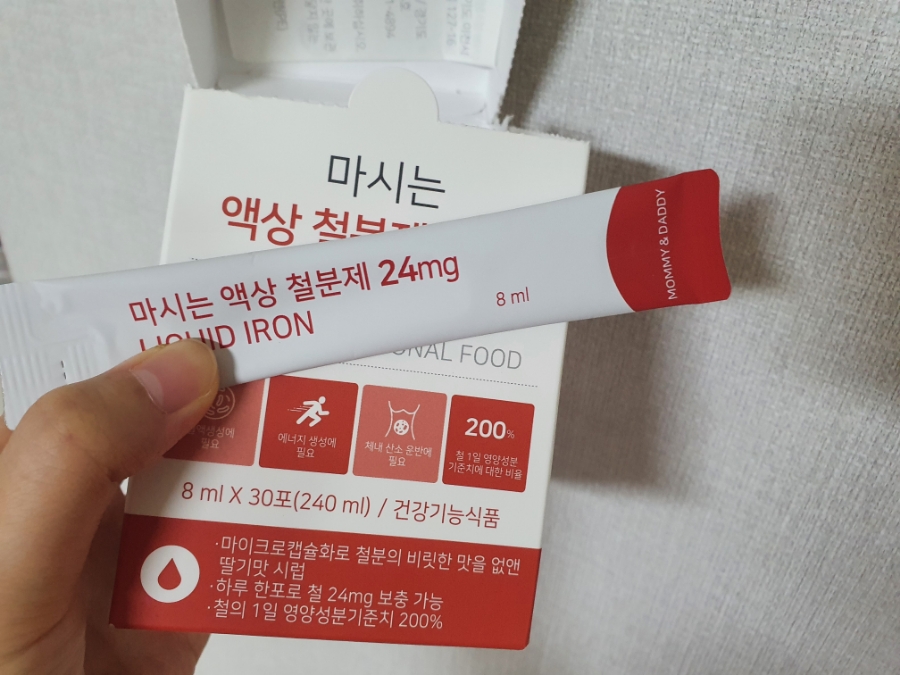 마시는
액상 철분제
마시는 액상 철분제 24mg
8 ml
LIQUID IRON
MOMMY & DADDY
FOOD
필요
에너지 생성에
필요
체내 산소 운반에
필요
200%
철 1일 영양성분
기준치에 대한 비율
8 ml X 30포(240 ml) / 건강기능식품
·마이크로캡슐화로 철분의 비릿한 맛을 없앤
딸기맛 시럽
·하루 한포로 철 24mg 보충 가능
·철의 1일 영양성분기준치 200%